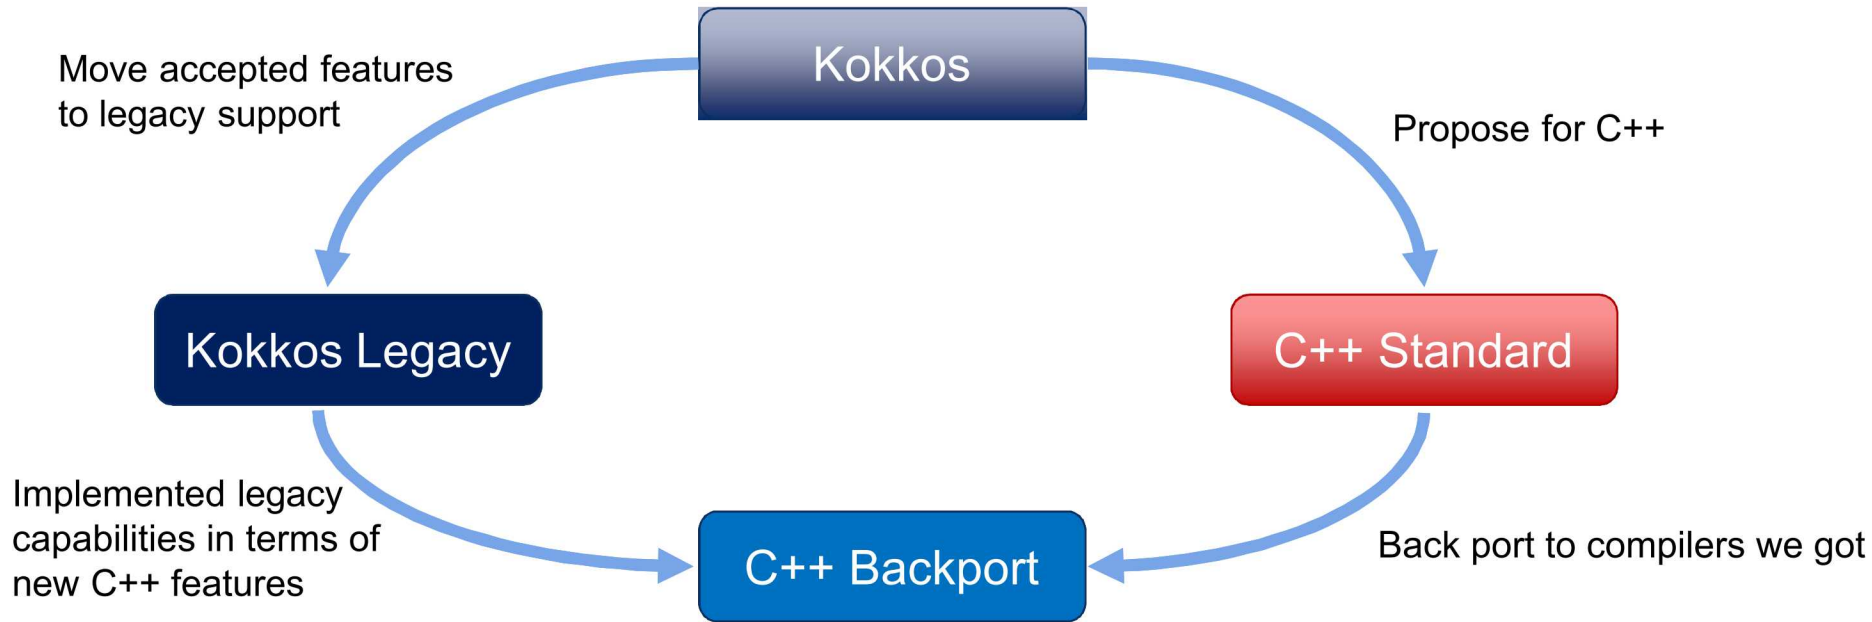 Kokkos
Move accepted features
to legacy support
Propose for C++
Kokkos Legacy
C++ Standard
Implemented legacy
capabilities in terms of
new C++ features
C++ Backport
Back port to compilers we got